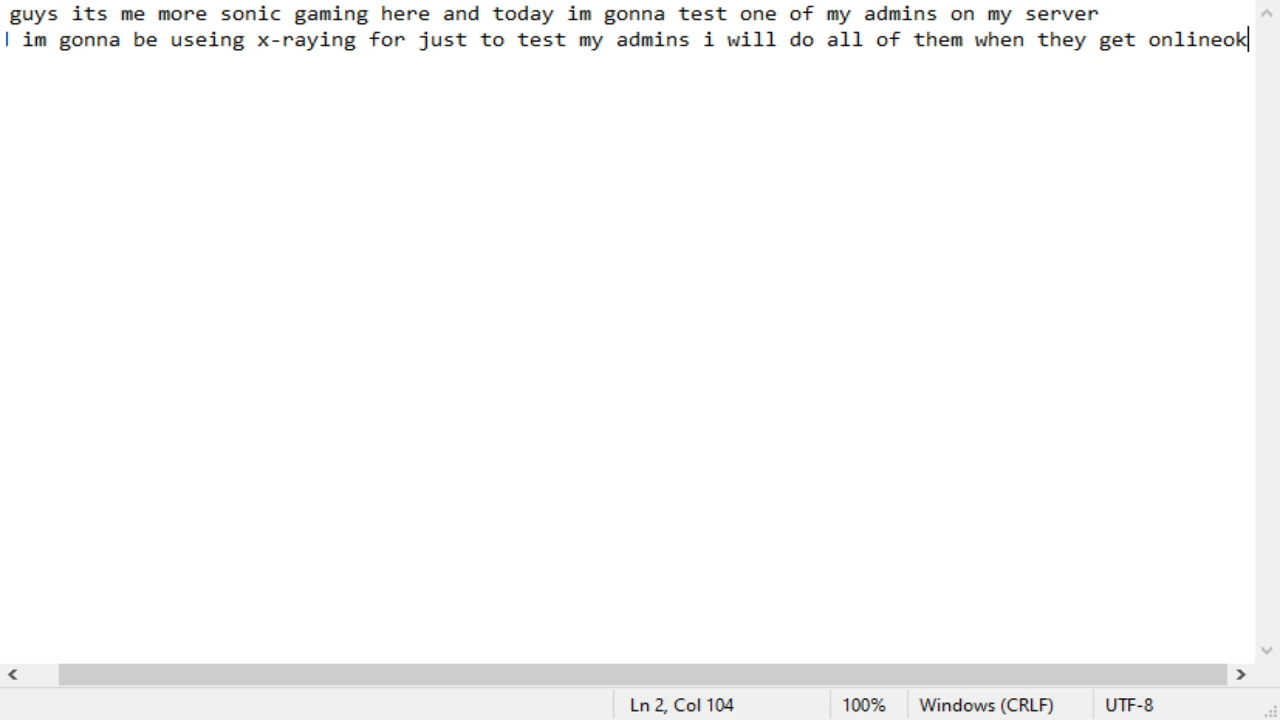 guys its me more sonic gaming here and today im gonna test one of my admins on my server
im gonna be useing x-raying for just to test my admins i will do all of them when they get onlineok
Ln 2, Col 104
100%
Windows (CRLF)
UTF-8